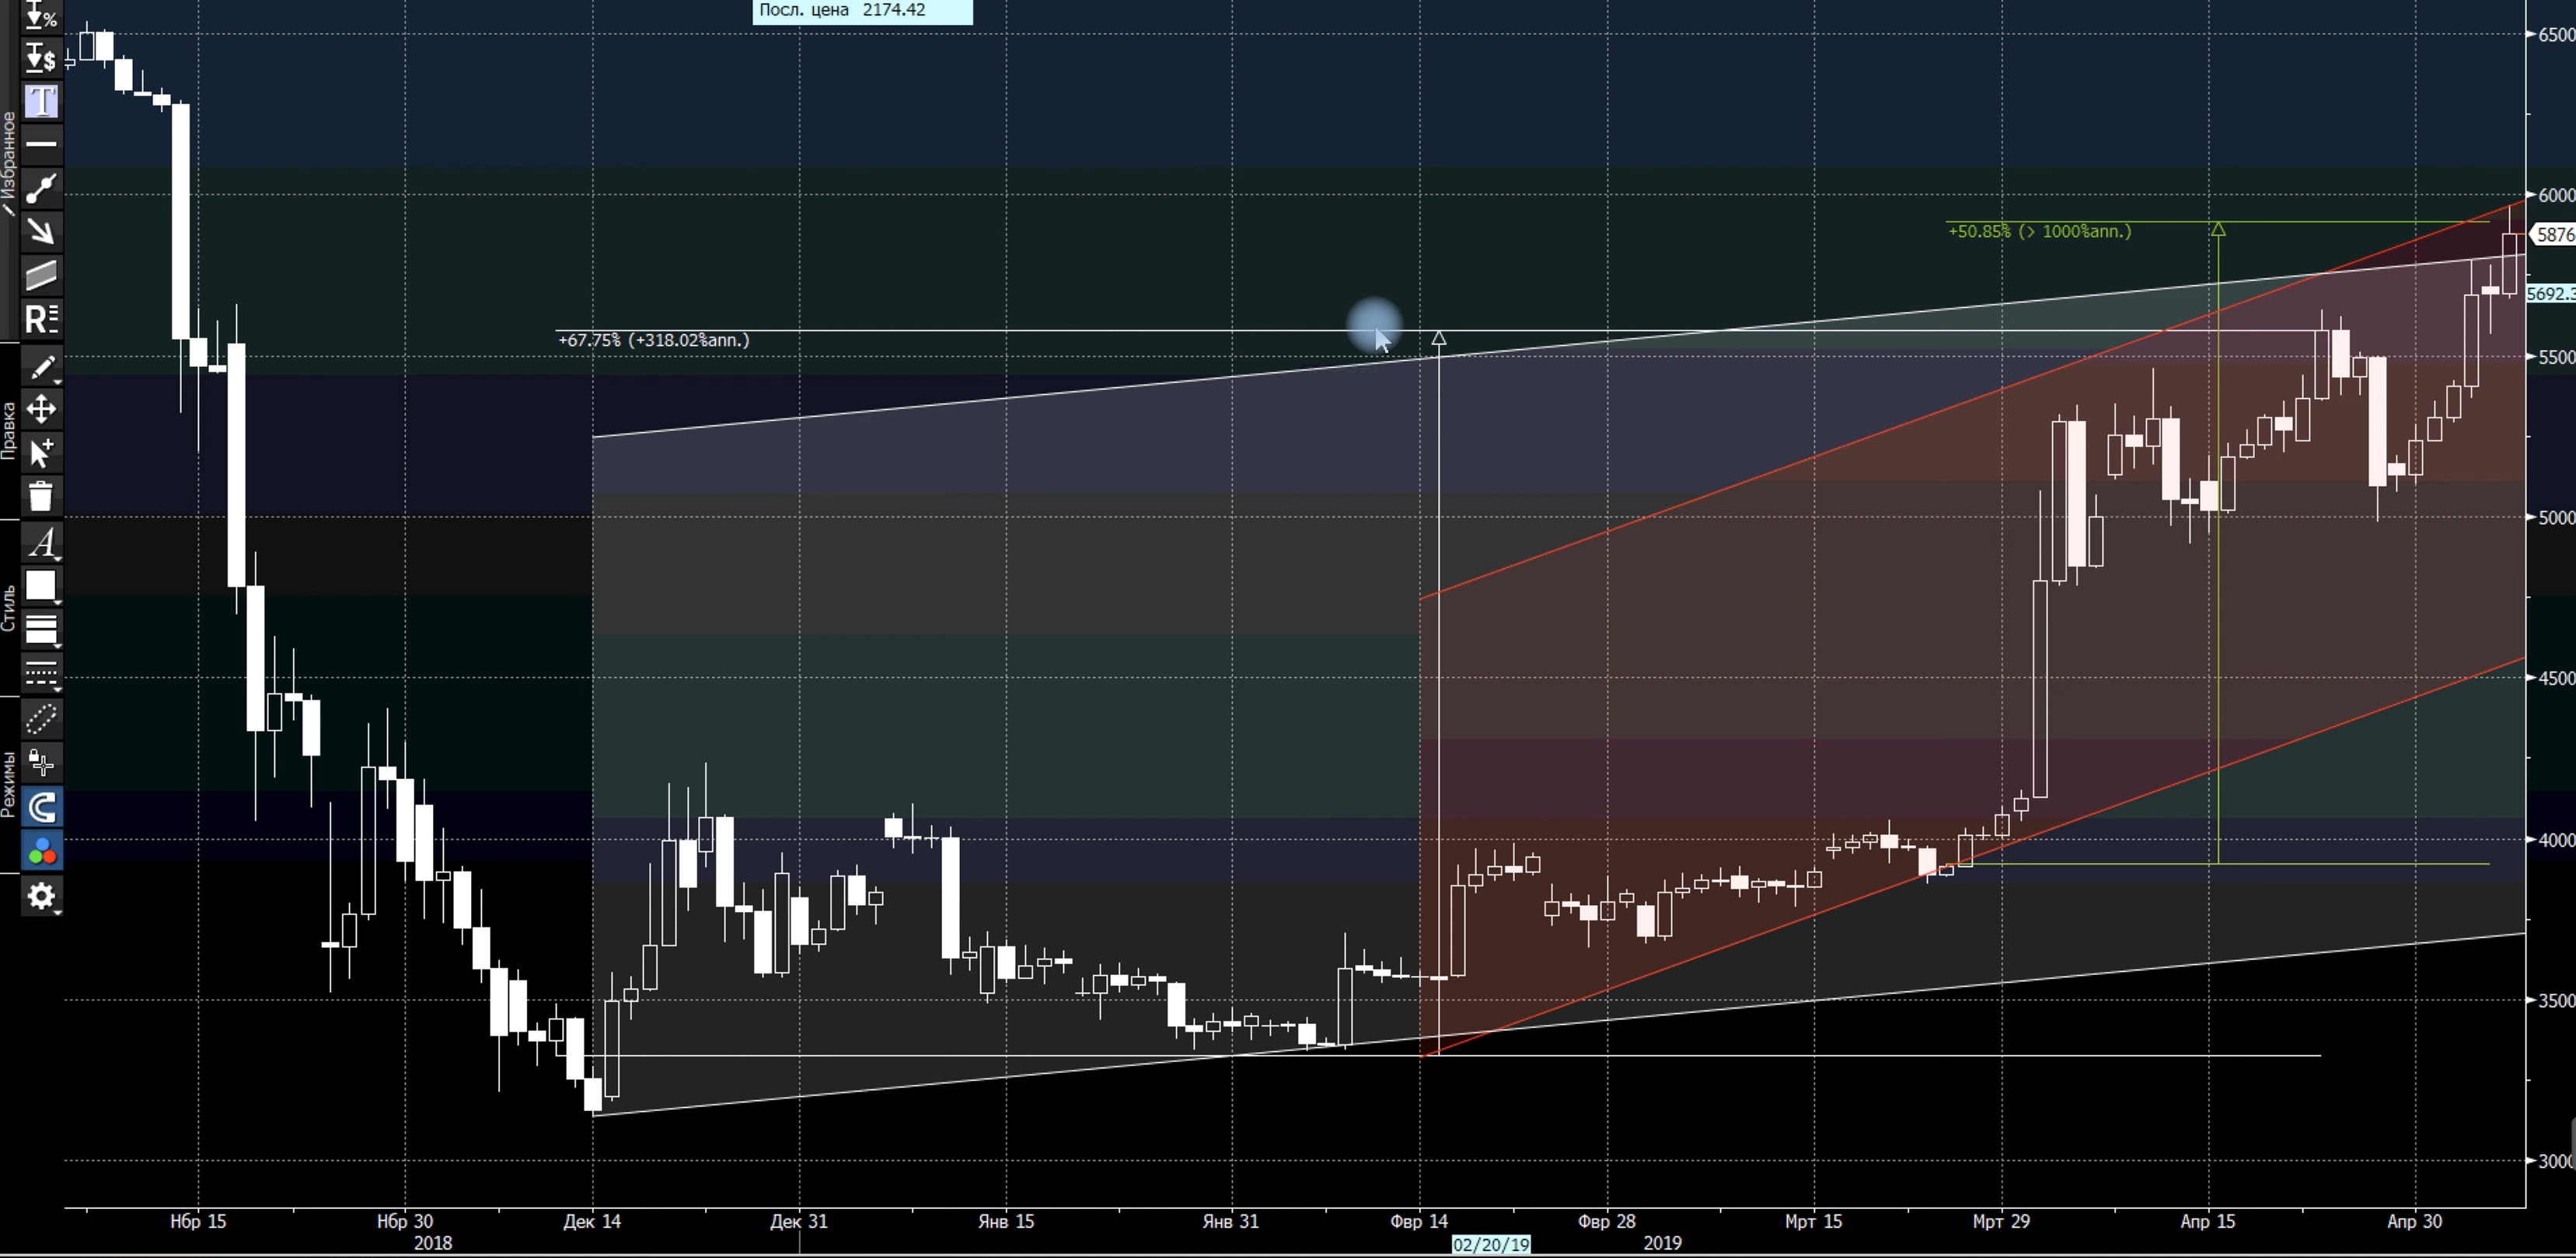 Посл. цена 2174.42
%
$
T
Избранное
R
Правка
A
Стиль
Режимы
+50.85% (> 1000%ann.)
+67.75% (+318.02%ann.)
6500
6000
5876
5692.3
5500
5000
4500
4000
3500
3000
Нбр 15 Нбр 30 Дек 14 Дек 31 Янв 15 Янв 31 Фвр 14 Фвр 28 Мрт 15 Мрт 29 Апр 15 Апр 30
2018 02/20/19 2019